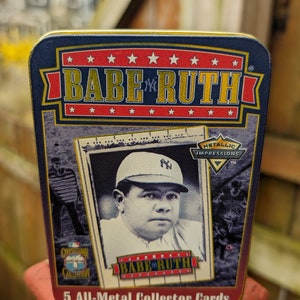 BABE RUTH
METALLIC
IMPRESSIONS
BABE RUTH
5 All-Metal Collector Cards